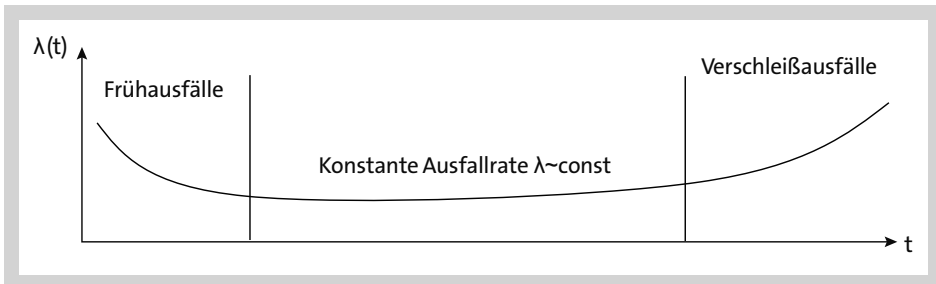 λ(t)
Frühausfälle
Verschleißausfälle
Konstante Ausfallrate λ~const
t